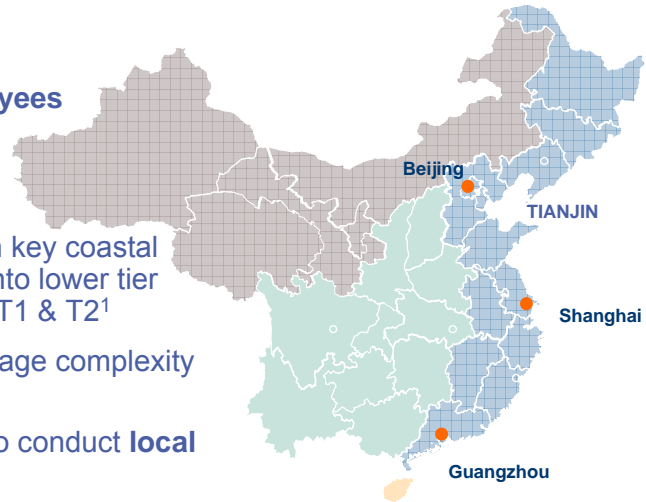 yees
Beijing
TIANJIN
key coastal
nto lower tier
T1 & T2¹
Shanghai
age complexity
o conduct local
Guangzhou